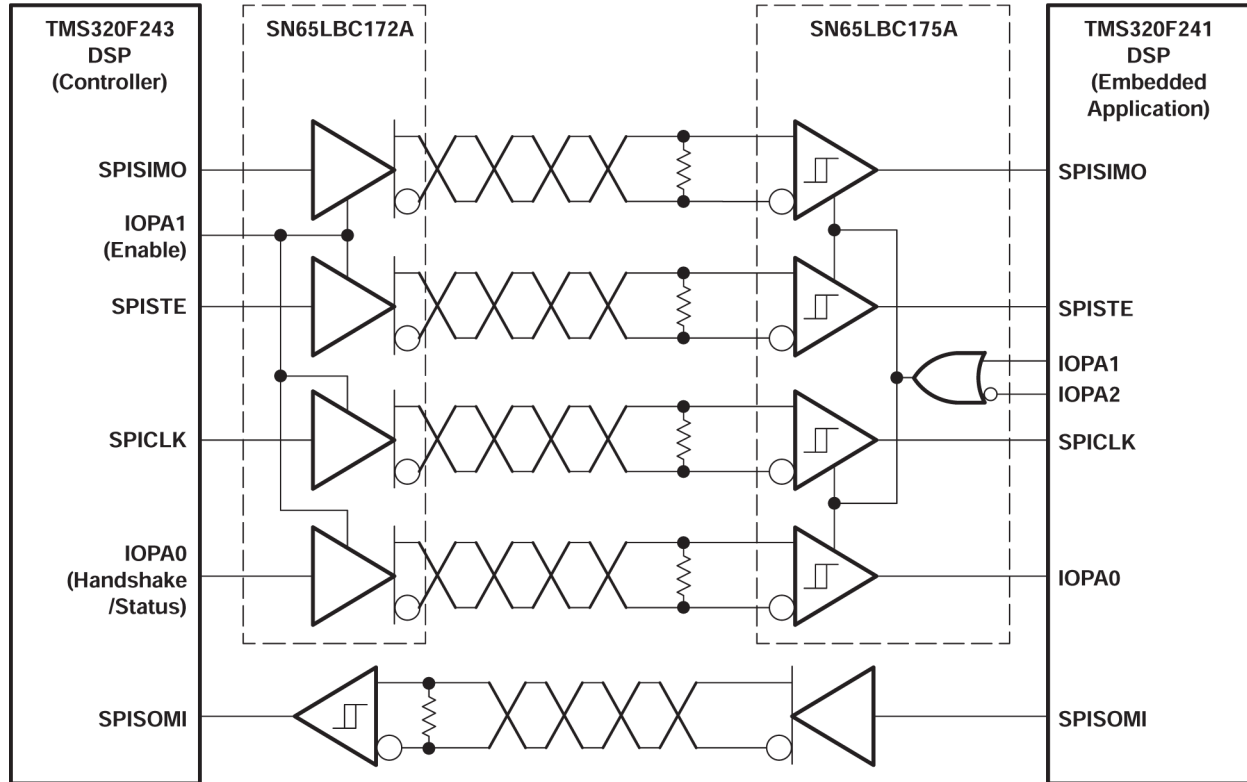 TMS320F243
DSP
(Controller)
SN65LBC172A
SN65LBC175A
TMS320F241
DSP
(Embedded
Application)
SPISIMO
SPISIMO
IOPA1
(Enable)
SPISTE
SPISTE
IOPA1
IOPA2
SPICLK
SPICLK
IOPA0
(Handshake
/Status)
IOPA0
SPISOMI
SPISOMI